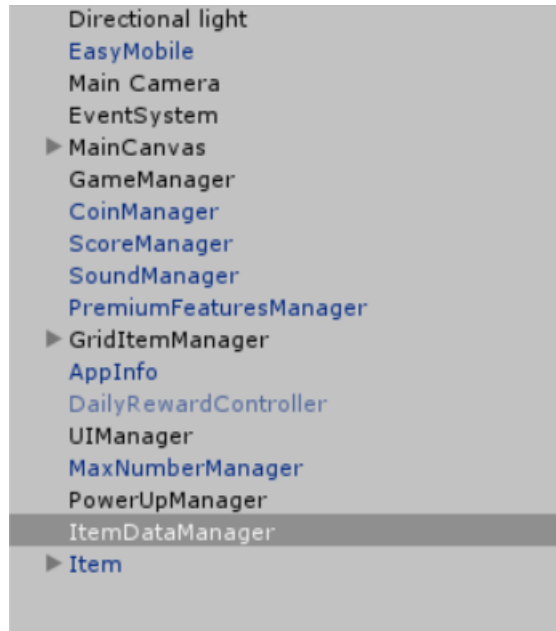 Directional light
EasyMobile
Main Camera
EventSystem
MainCanvas
GameManager
CoinManager
ScoreManager
SoundManager
PremiumFeaturesManager
GridItemManager
AppInfo
DailyRewardController
UIManager
MaxNumberManager
PowerUpManager
ItemDataManager
Item